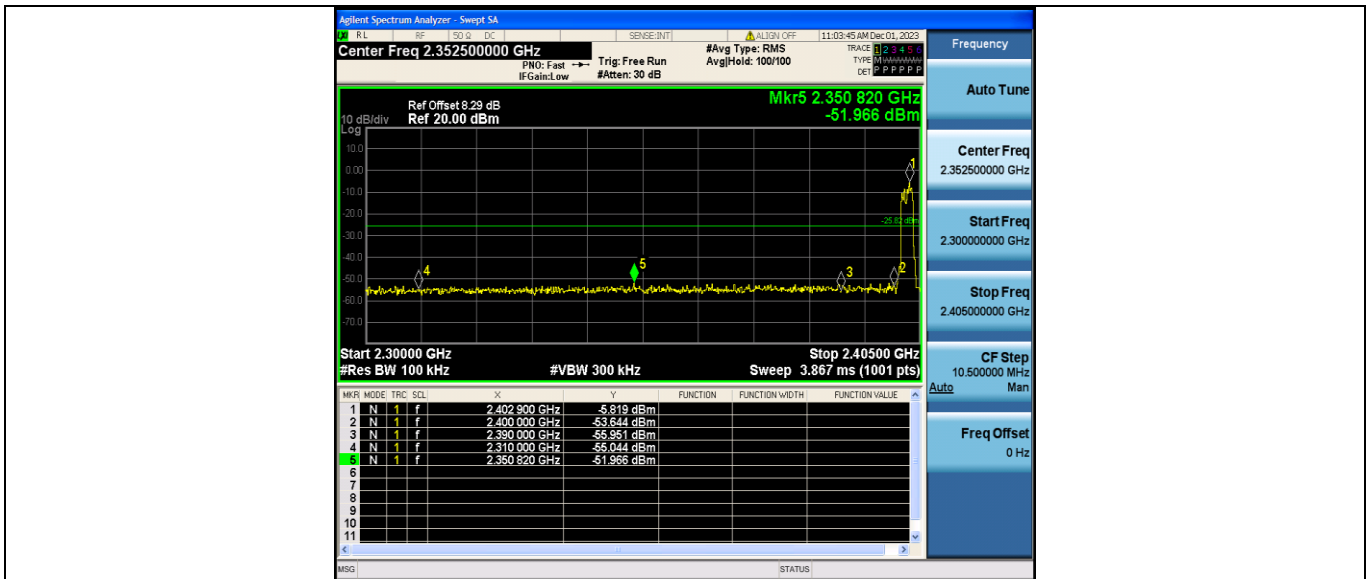 Agilent Spectrum Analyzer - Swept SA
RL RF 50 Ω DC SENSE:INT ALIGN OFF 11:03:45 AM Dec 01, 2023
Center Freq 2.352500000 GHz
PNO: Fast
IFGain:Low
Trig: Free Run
#Atten: 30 dB
#Avg Type: RMS
Avg|Hold: 100/100
TRACE 1 2 3 4 5 6
TYPE M
DET P P P P P P
Ref Offset 8.29 dB
10 dB/div Ref 20.00 dBm
Log
Mkr5 2.350 820 GHz
-51.966 dBm
10.0
0.00
-10.0
-20.0
-30.0
-40.0
-50.0
-60.0
-70.0
1
-25.82 dBm
4
5
3
2
Start 2.30000 GHz Stop 2.40500 GHz
#Res BW 100 kHz #VBW 300 kHz Sweep 3.867 ms (1001 pts)
MKR MODE TRC SCL X Y FUNCTION FUNCTION WIDTH FUNCTION VALUE
1 N 1 f 2.402 900 GHz -5.819 dBm
2 N 1 f 2.400 000 GHz -53.644 dBm
3 N 1 f 2.390 000 GHz -55.951 dBm
4 N 1 f 2.310 000 GHz -55.044 dBm
5 N 1 f 2.350 820 GHz -51.966 dBm
6
7
8
9
10
11
MSG STATUS
Frequency
Auto Tune
Center Freq
2.352500000 GHz
Start Freq
2.300000000 GHz
Stop Freq
2.405000000 GHz
CF Step
10.500000 MHz
Auto Man
Freq Offset
0 Hz